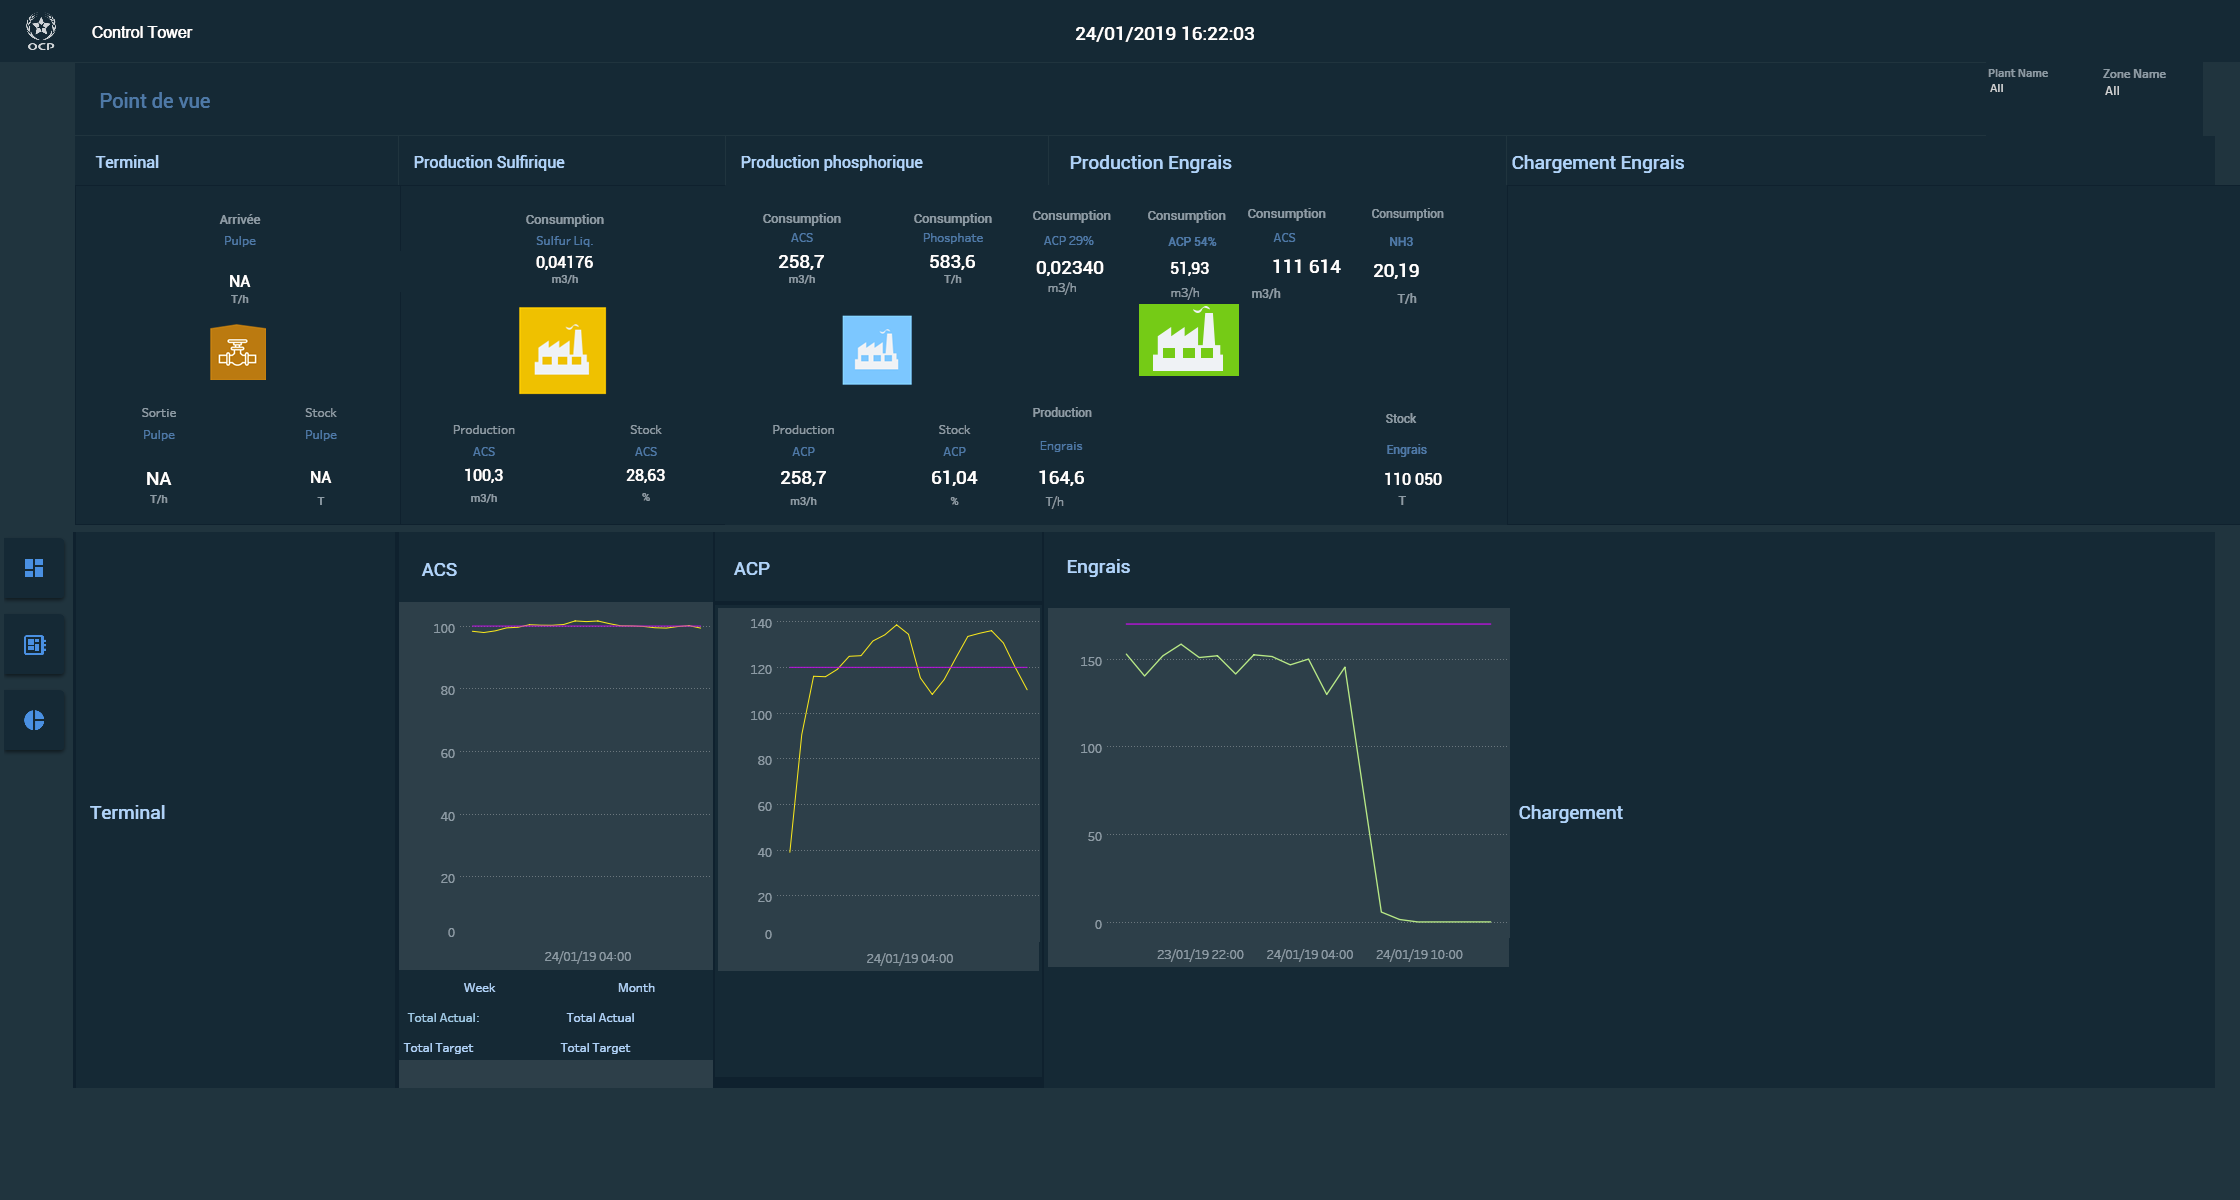 OCP
Control Tower
24/01/2019 16:22:03
Point de vue
Plant Name
All
Zone Name
All
Terminal
Production Sulfirique
Production phosphorique
Production Engrais
Chargement Engrais
Arrivée
Pulpe
NA
T/h
Sortie
Pulpe
NA
T/h
Stock
Pulpe
NA
T
Consumption
Sulfur Liq.
0,04176
m3/h
Production
ACS
100,3
m3/h
Stock
ACS
28,63
%
Consumption
ACS
258,7
m3/h
Consumption
Phosphate
583,6
T/h
Production
ACP
258,7
m3/h
Stock
ACP
61,04
%
Consumption
ACP 29%
0,02340
m3/h
Consumption
ACP 54%
51,93
m3/h
Consumption
ACS
111 614
m3/h
Consumption
NH3
20,19
T/h
Production
Engrais
164,6
T/h
Stock
Engrais
110 050
T
Terminal
ACS
100
80
60
40
20
0
24/01/19 04:00
Week
Month
Total Actual:
Total Actual
Total Target
Total Target
ACP
140
120
100
80
60
40
20
0
24/01/19 04:00
Engrais
150
100
50
0
23/01/19 22:00
24/01/19 04:00
24/01/19 10:00
Chargement